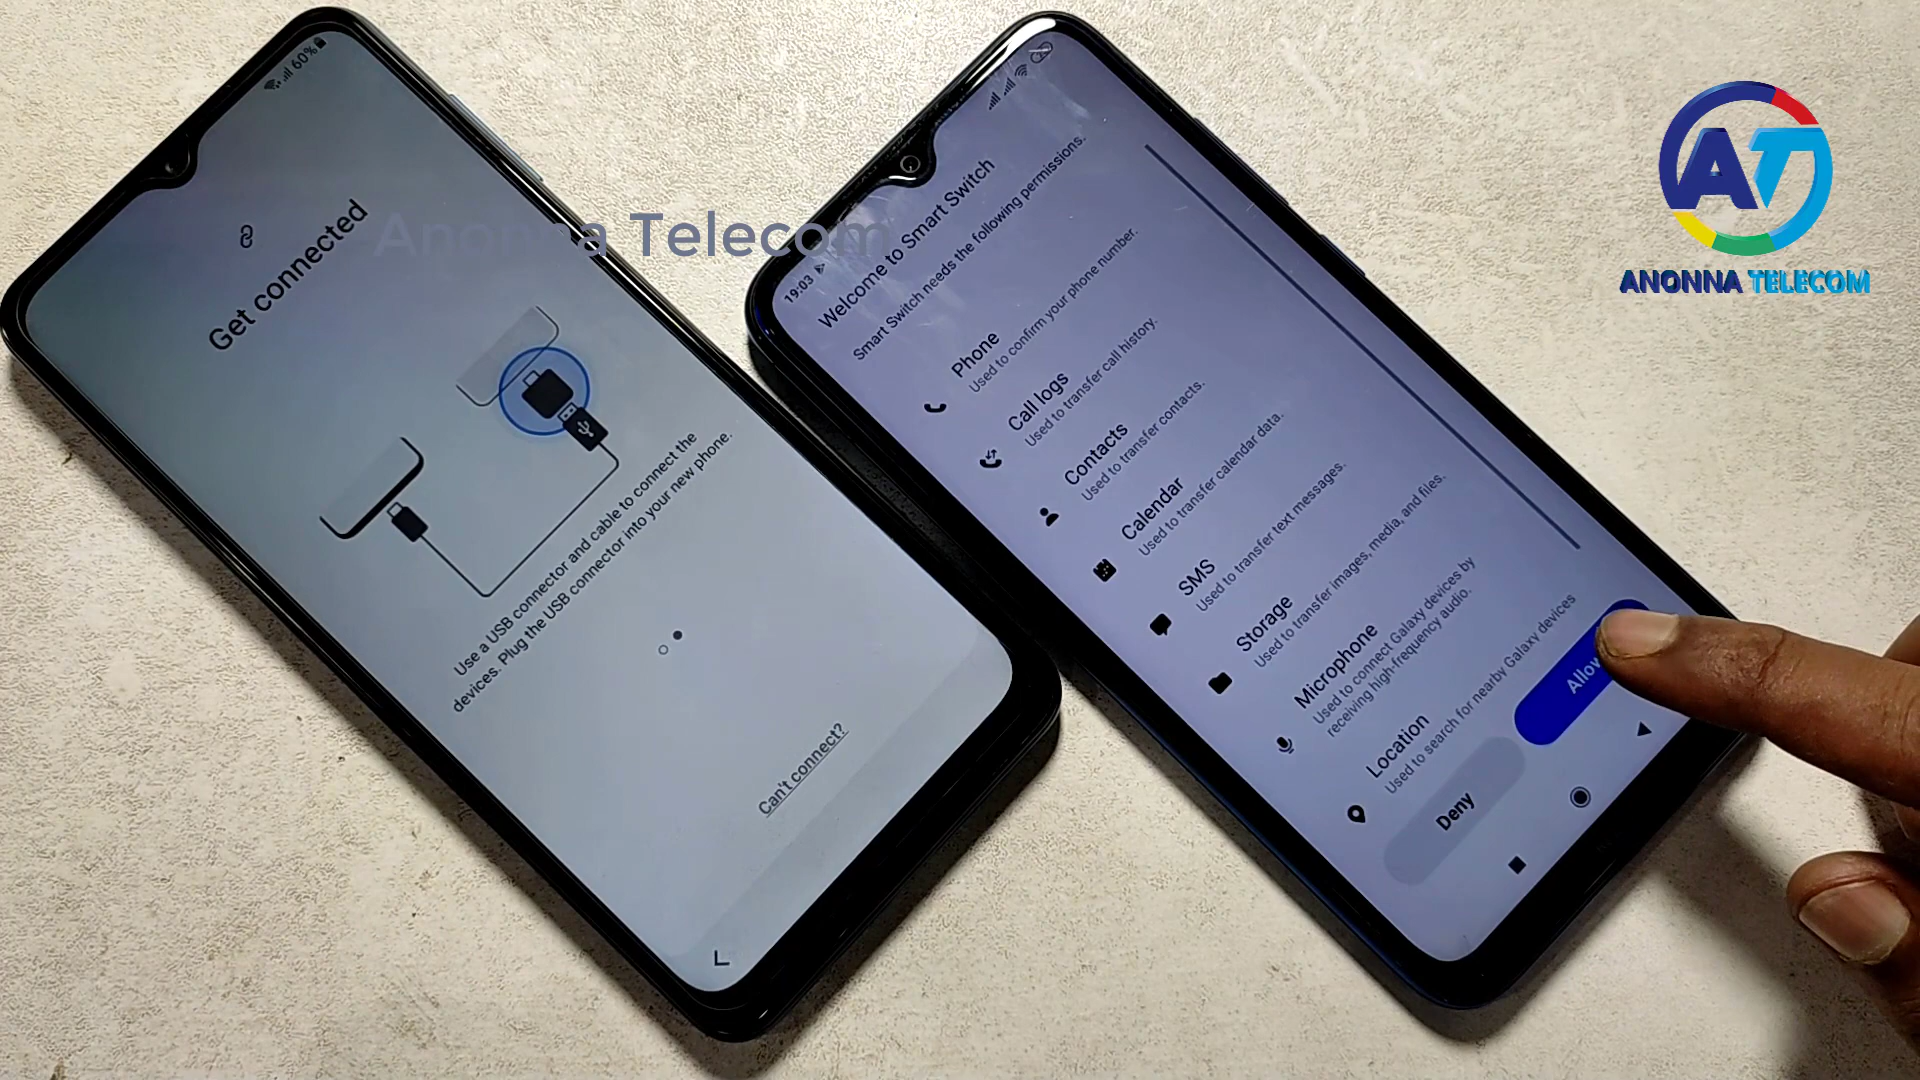 60%
Get connected
Use a USB connector and cable to connect the
devices. Plug the USB connector into your new phone.
Can't connect?
Anonna Telecom
19:03
Welcome to Smart Switch
Smart Switch needs the following permissions.
Phone
Used to confirm your phone number.
Call logs
Used to transfer call history.
Contacts
Used to transfer contacts.
Calendar
Used to transfer calendar data.
SMS
Used to transfer text messages.
Storage
Used to transfer images, media, and files.
Microphone
Used to connect Galaxy devices by
receiving high-frequency audio.
Location
Used to search for nearby Galaxy devices
Deny
Allow
AT
ANONNA TELECOM